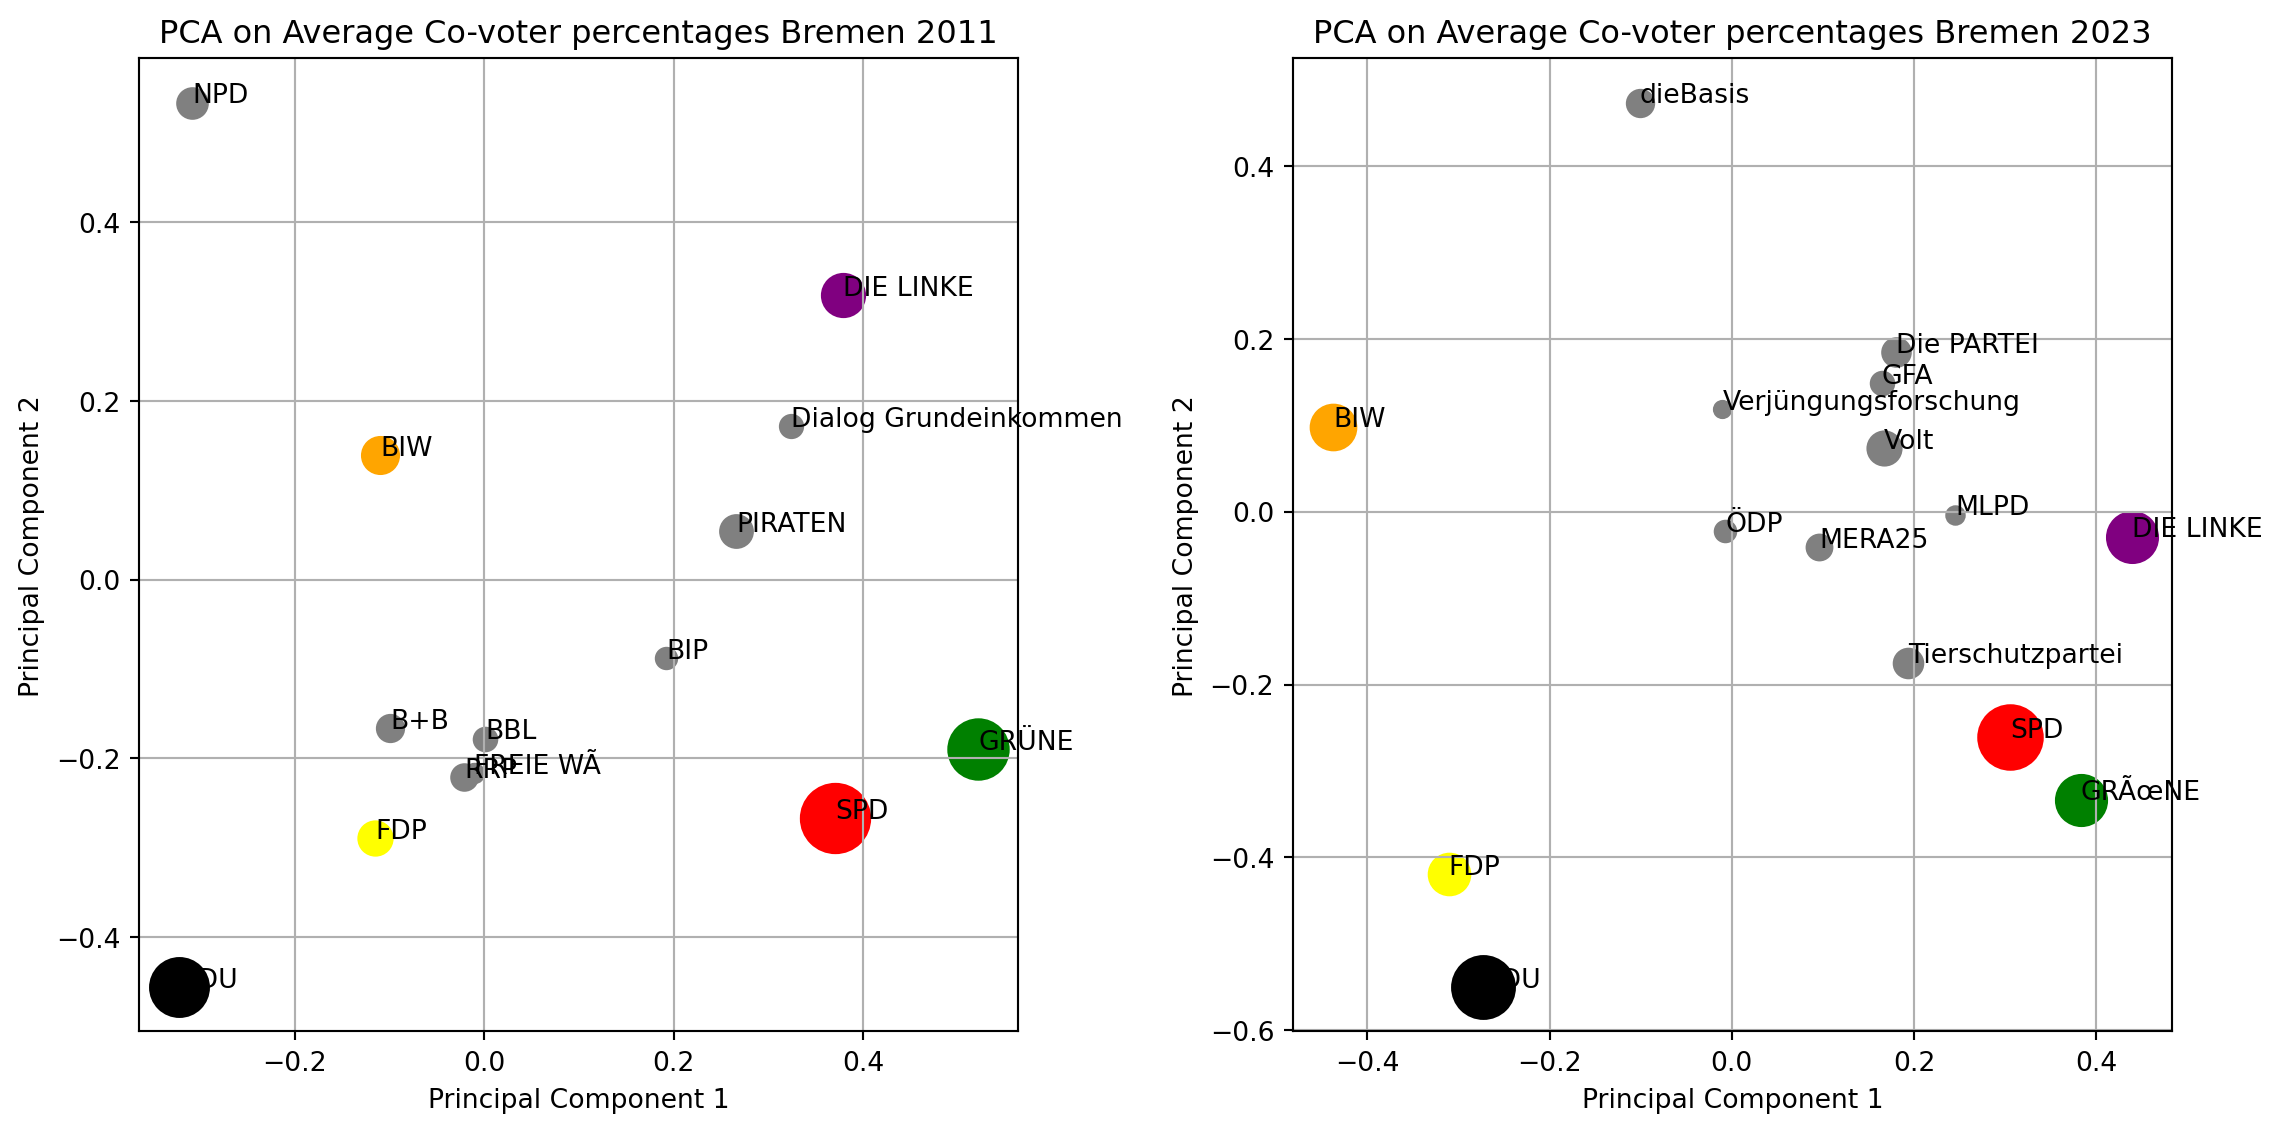 PCA on Average Co-voter percentages Bremen 2011
NPD
0.4
DIE LINKE
0.2
Dialog Grundeinkommen
BIW
PIRATEN
0.0
BIP
B+B
BBL
GRÜNE
−0.2
FREIE WÃ
RRP
SPD
FDP
−0.4
DU
−0.2
0.0
0.2
0.4
Principal Component 1
Principal Component 2
PCA on Average Co-voter percentages Bremen 2023
dieBasis
0.4
0.2
Die PARTEI
GFA
Verjüngungsforschung
BIW
Volt
0.0
MLPD
ÖDP
MERA25
DIE LINKE
Tierschutzpartei
−0.2
SPD
GRÃœNE
−0.4
FDP
DU
−0.6
−0.4
−0.2
0.0
0.2
0.4
Principal Component 1
Principal Component 2